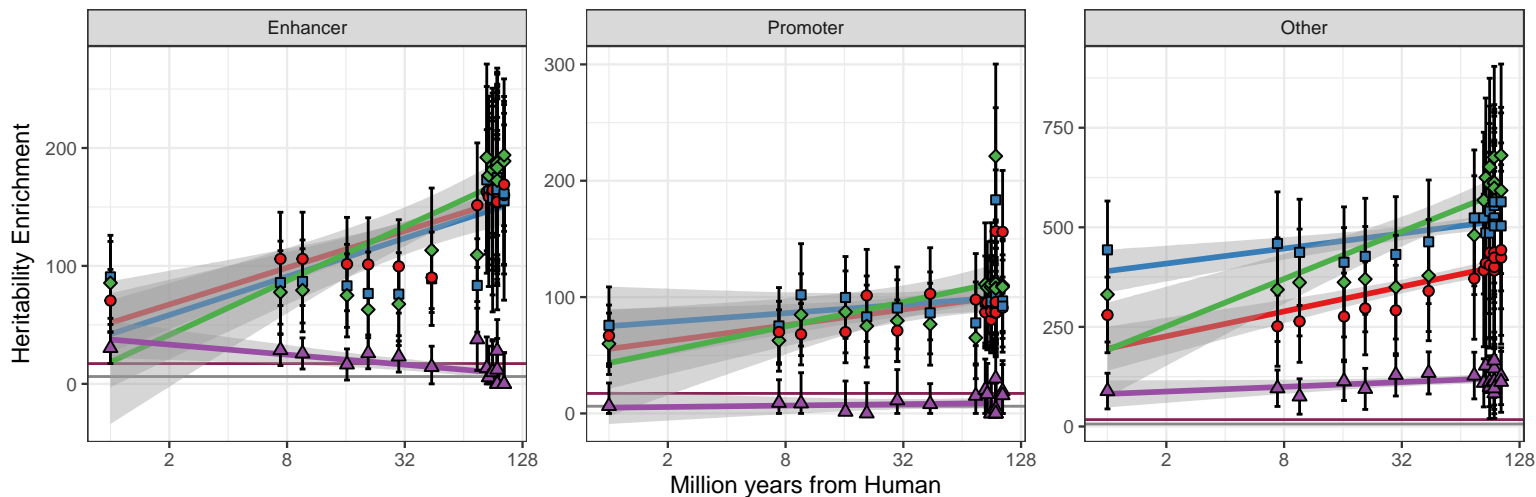 Enhancer
Promoter
Other
Heritability Enrichment
200
100
0
300
200
100
0
750
500
250
0
2 8 32 128
2 8 32 128
2 8 32 128
Million years from Human